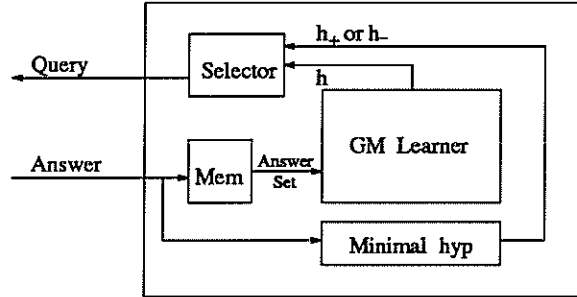 h₊ or h₋
Query
Selector
h
GM Learner
Answer
Mem
Answer
Set
Minimal hyp